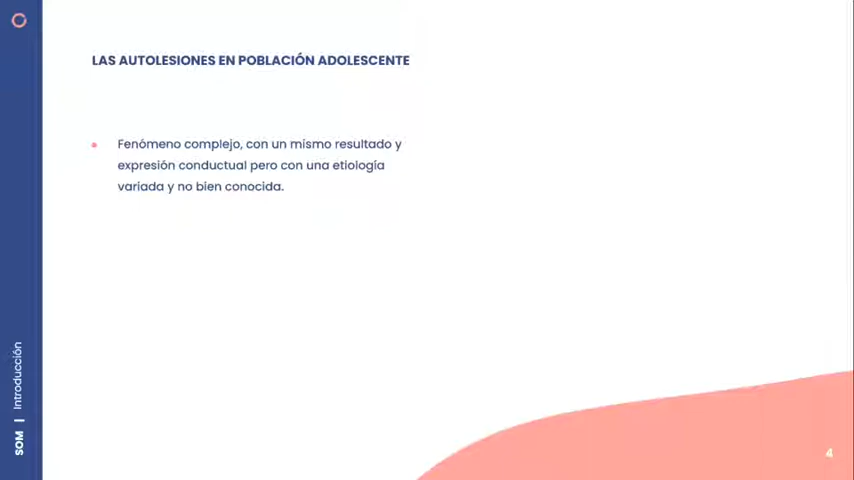 LAS AUTOLESIONES EN POBLACIÓN ADOLESCENTE
Fenómeno complejo, con un mismo resultado y
expresión conductual pero con una etiología
variada y no bien conocida.
SOM | Introducción
4